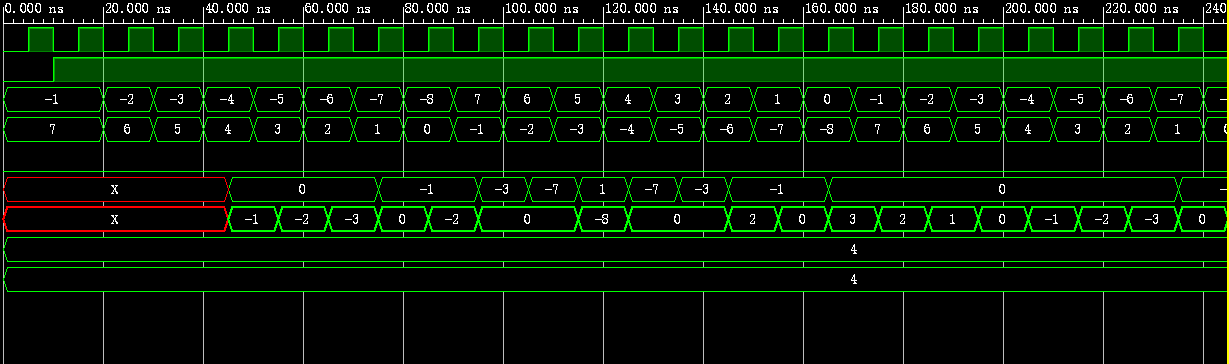 0.000 ns 20.000 ns 40.000 ns 60.000 ns 80.000 ns 100.000 ns 120.000 ns 140.000 ns 160.000 ns 180.000 ns 200.000 ns 220.000 ns 240
-1 -2 -3 -4 -5 -6 -7 -8 7 6 5 4 3 2 1 0 -1 -2 -3 -4 -5 -6 -7 -
7 6 5 4 3 2 1 0 -1 -2 -3 -4 -5 -6 -7 -8 7 6 5 4 3 2 1
X 0 -1 -3 -7 1 -7 -3 -1 0 -
X -1 -2 -3 0 -2 0 -8 0 2 0 3 2 1 0 -1 -2 -3 0
4
4